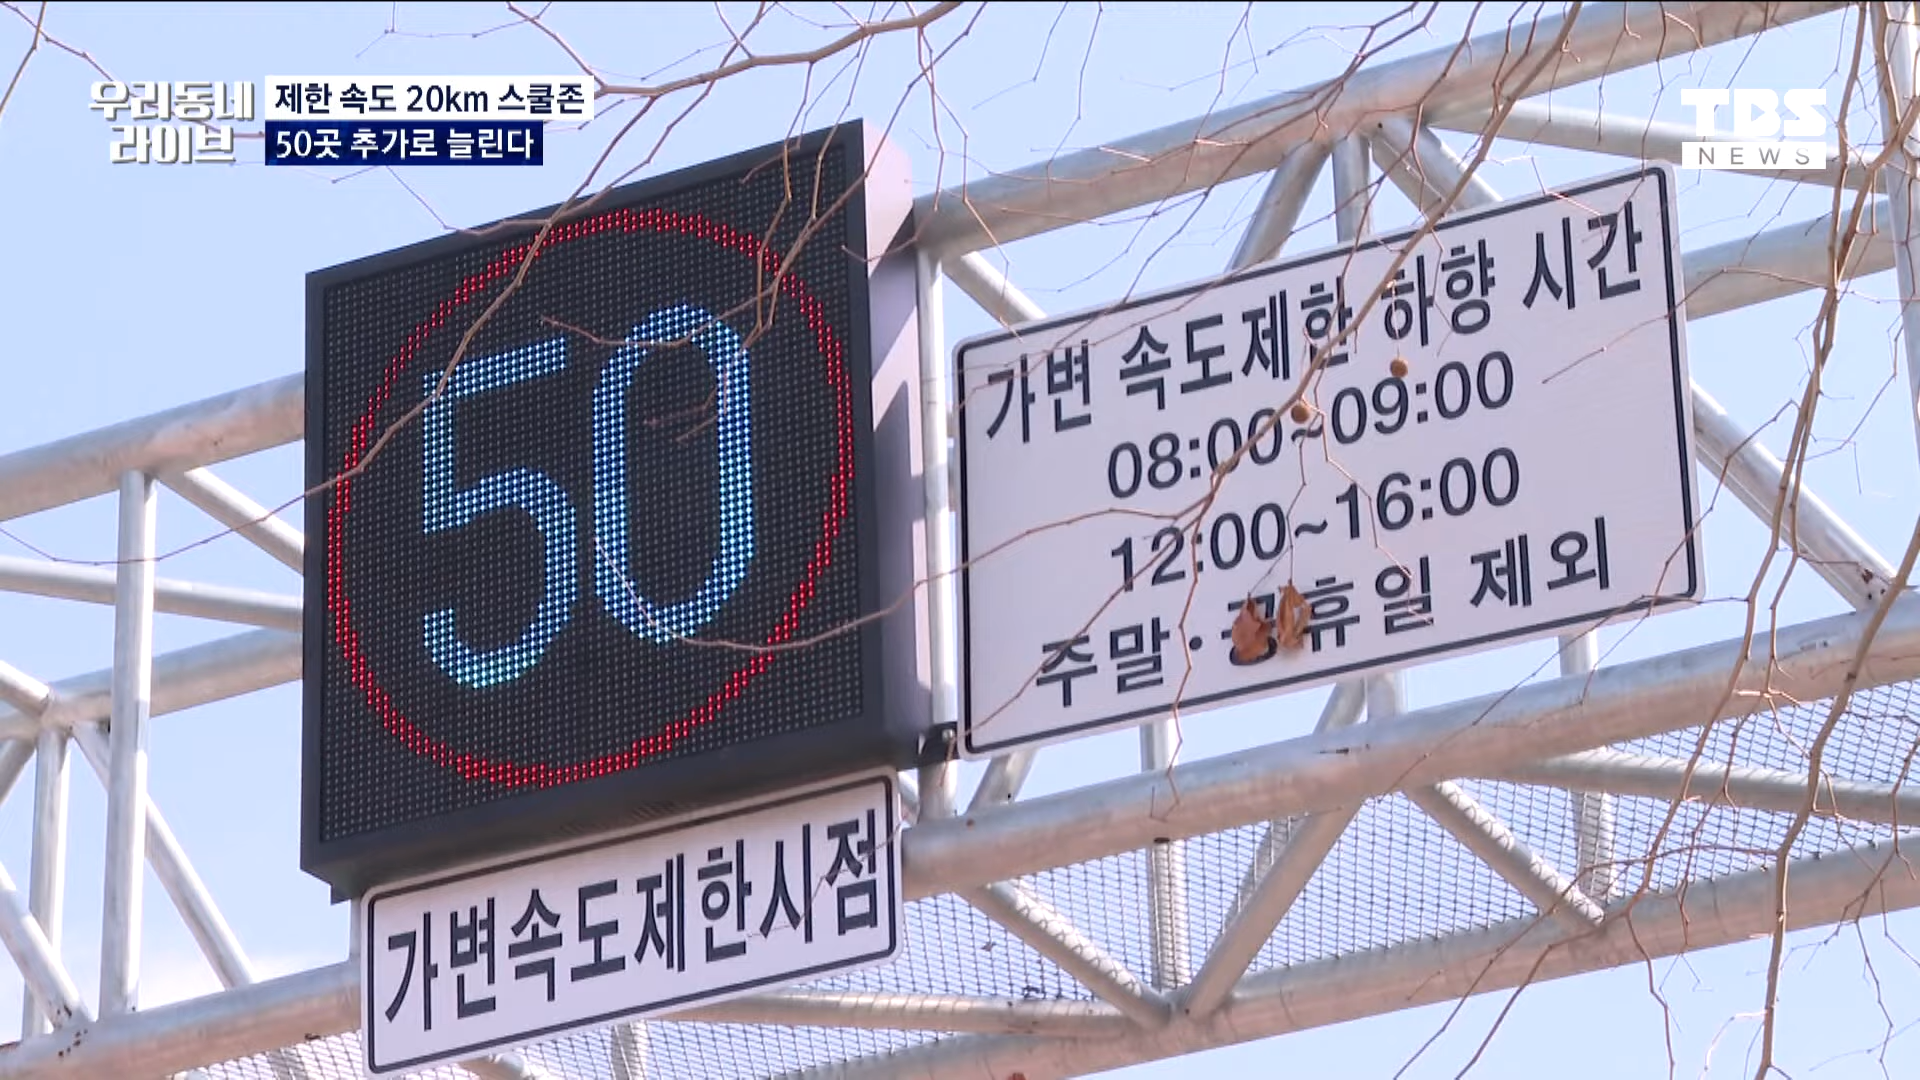 우리동네
라이브
제한 속도 20km 스쿨존
50곳 추가로 늘린다
TBS
NEWS
50
가변 속도제한 하향 시간
08:00~09:00
12:00~16:00
주말·공휴일 제외
가변속도제한시점